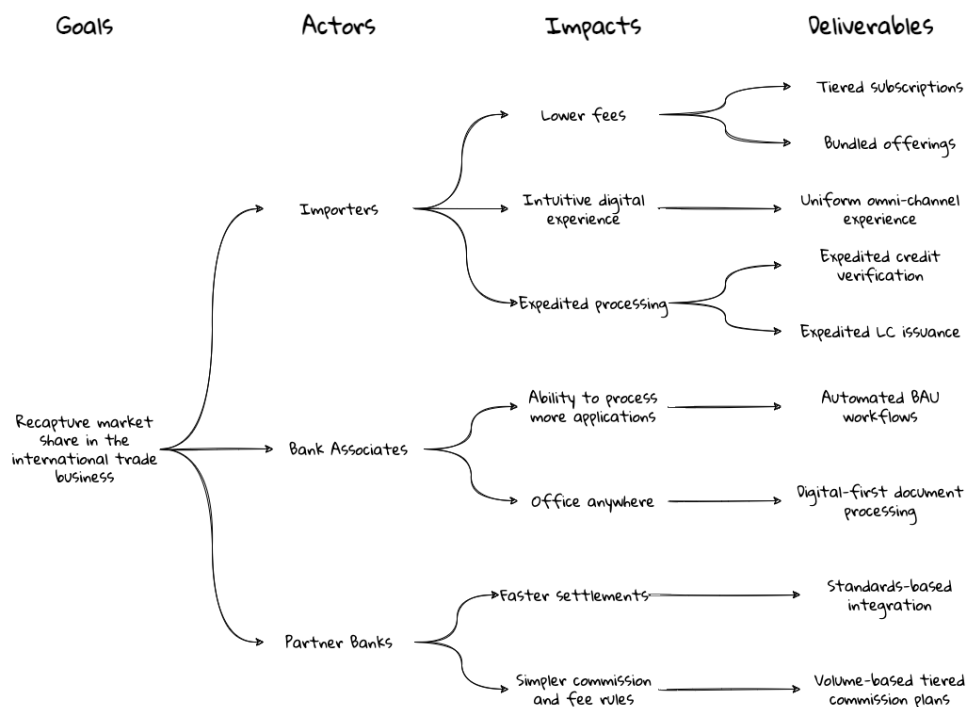 Goals
Actors
Impacts
Deliverables
Recapture market
share in the
international trade
business
Importers
Lower fees
Tiered subscriptions
Bundled offerings
Intuitive digital
experience
Uniform omni-channel
experience
Expedited processing
Expedited credit
verification
Expedited LC issuance
Bank Associates
Ability to process
more applications
Automated BAU
workflows
Office anywhere
Digital-first document
processing
Partner Banks
Faster settlements
Standards-based
integration
Simpler commission
and fee rules
Volume-based tiered
commission plans